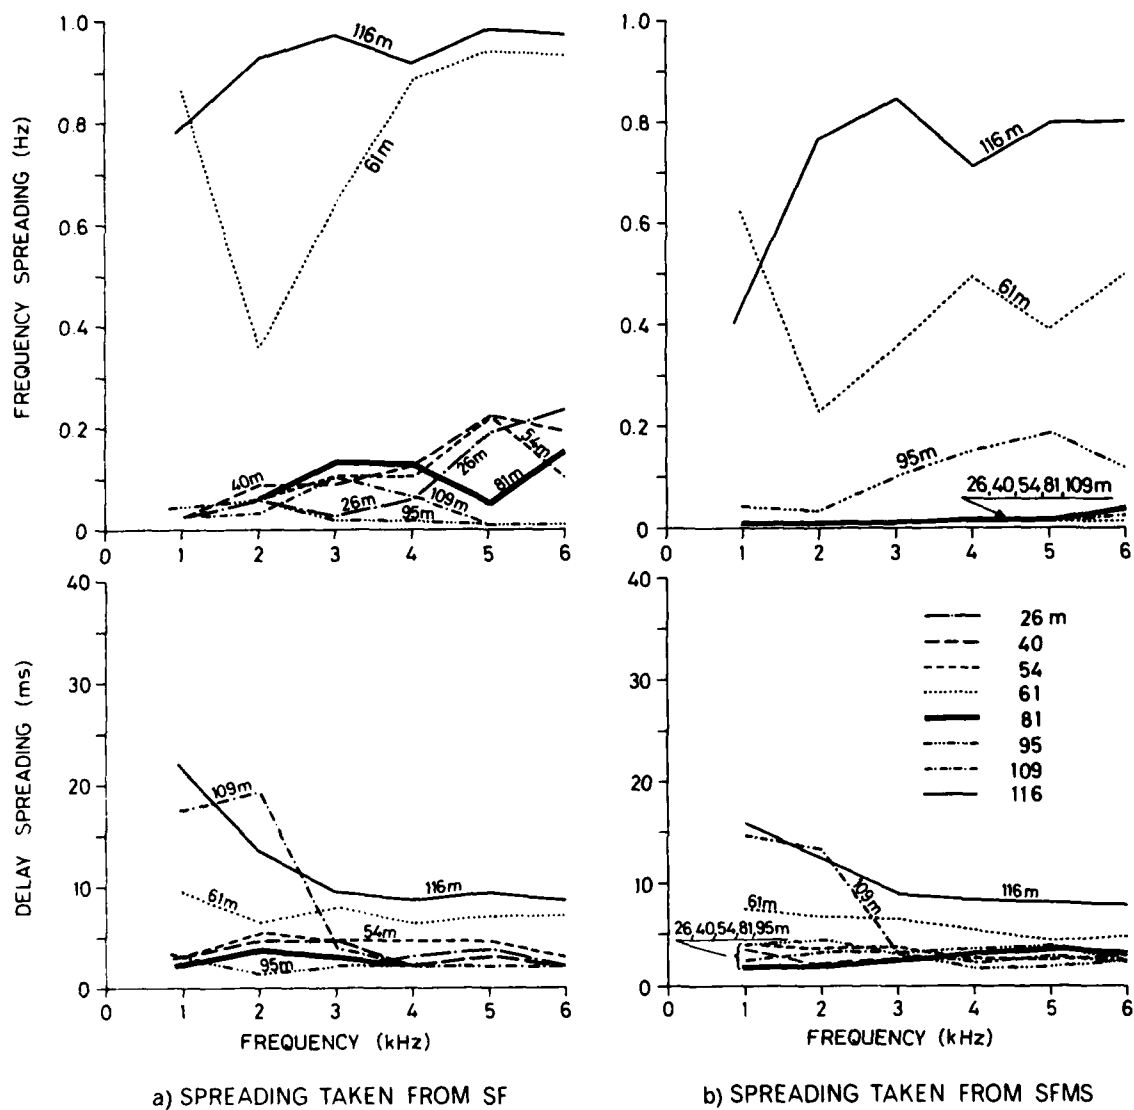 FREQUENCY SPREADING (Hz)
1.0
0.8
0.6
0.4
0.2
0
116m
61m
40m
26m
109m
95m
26m
81m
54m
0 1 2 3 4 5 6
1.0
0.8
0.6
0.4
0.2
0
116m
61m
95m
26,40,54,81,109m
0 1 2 3 4 5 6
DELAY SPREADING (ms)
40
30
20
10
0
109m
116m
61m
54m
95m
0 1 2 3 4 5 6
FREQUENCY (kHz)
40
30
20
10
0
26 m
40
54
61
81
95
109
116
109m
116m
61m
26,40,54,81,95m
0 1 2 3 4 5 6
FREQUENCY (kHz)
a) SPREADING TAKEN FROM SF
b) SPREADING TAKEN FROM SFMS